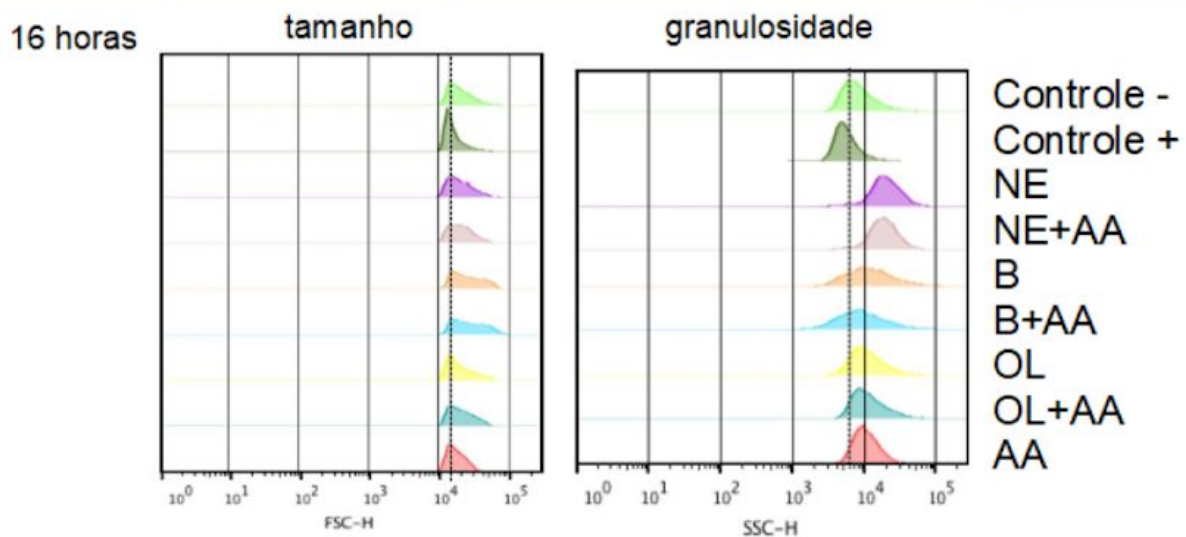 16 horas
tamanho
granulosidade
Controle -
Controle +
NE
NE+AA
B
B+AA
OL
OL+AA
AA
10⁰ 10¹ 10² 10³ 10⁴ 10⁵
FSC-H
10⁰ 10¹ 10² 10³ 10⁴ 10⁵
SSC-H